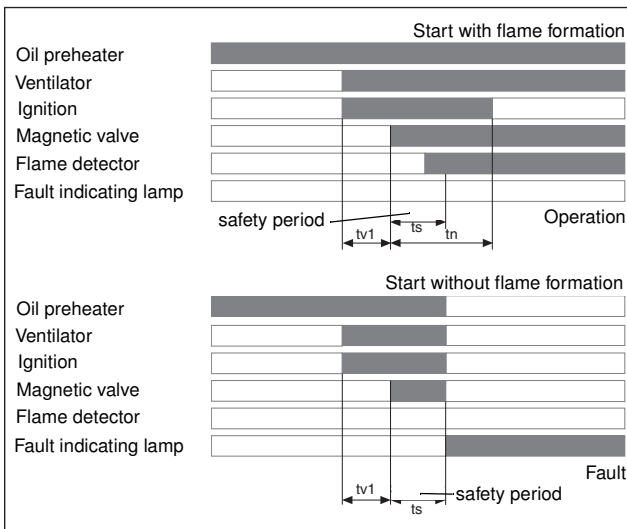 Start with flame formation
Oil preheater
Ventilator
Ignition
Magnetic valve
Flame detector
Fault indicating lamp
safety period
ts
Operation
tv1
tn
Start without flame formation
Oil preheater
Ventilator
Ignition
Magnetic valve
Flame detector
Fault indicating lamp
Fault
tv1
safety period
ts